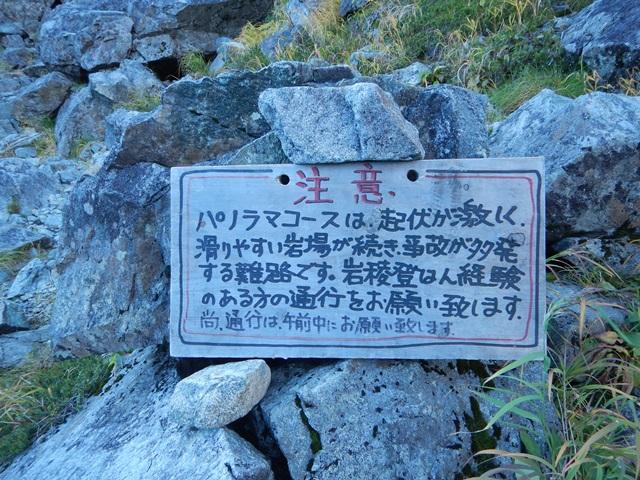 注意
パノラマコースは、起伏が激しく、
滑りやすい岩場が続き、事故が多発
する難路です。岩稜登はん経験
のある方の通行をお願い致します。
尚、通行は、午前中にお願い致します。